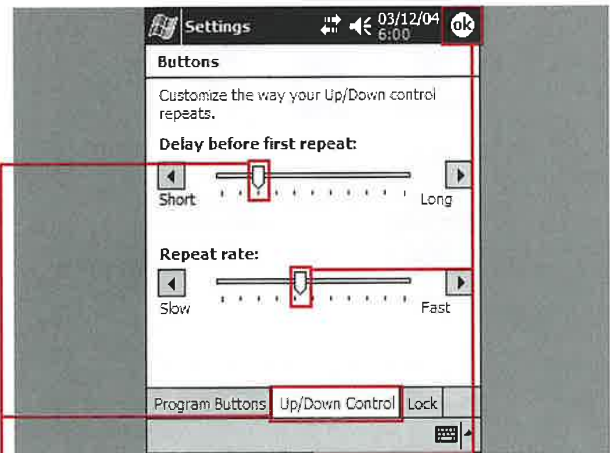 Settings 03/12/04
6:00 ok
Buttons
Customize the way your Up/Down control
repeats.
Delay before first repeat:
Short Long
Repeat rate:
Slow Fast
Program Buttons Up/Down Control Lock